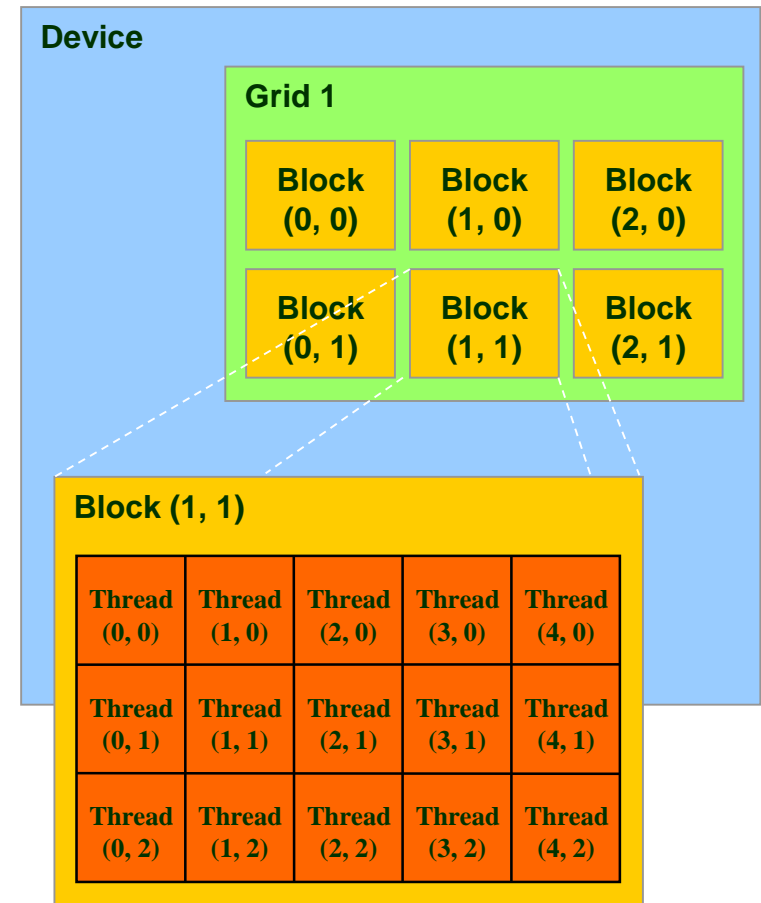 Device
Grid 1
Block Block Block
(0, 0) (1, 0) (2, 0)
Block Block Block
(0, 1) (1, 1) (2, 1)
Block (1, 1)
Thread Thread Thread Thread Thread
(0, 0) (1, 0) (2, 0) (3, 0) (4, 0)
Thread Thread Thread Thread Thread
(0, 1) (1, 1) (2, 1) (3, 1) (4, 1)
Thread Thread Thread Thread Thread
(0, 2) (1, 2) (2, 2) (3, 2) (4, 2)